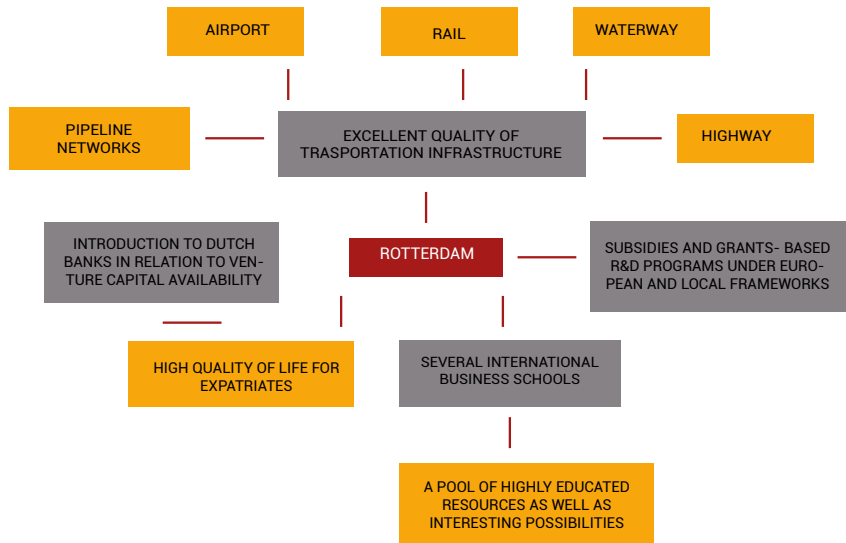 AIRPORT
RAIL
WATERWAY
PIPELINE
NETWORKS
EXCELLENT QUALITY OF
TRASPORTATION INFRASTRUCTURE
HIGHWAY
INTRODUCTION TO DUTCH
BANKS IN RELATION TO VEN-
TURE CAPITAL AVAILABILITY
ROTTERDAM
SUBSIDIES AND GRANTS- BASED
R&D PROGRAMS UNDER EURO-
PEAN AND LOCAL FRAMEWORKS
HIGH QUALITY OF LIFE FOR
EXPATRIATES
SEVERAL INTERNATIONAL
BUSINESS SCHOOLS
A POOL OF HIGHLY EDUCATED
RESOURCES AS WELL AS
INTERESTING POSSIBILITIES